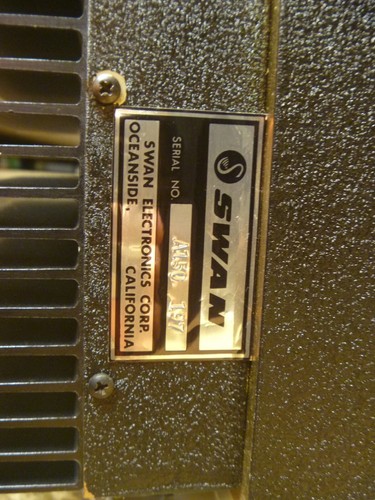 SWAN
SERIAL NO.
SWAN ELECTRONICS CORP.
OCEANSIDE, CALIFORNIA